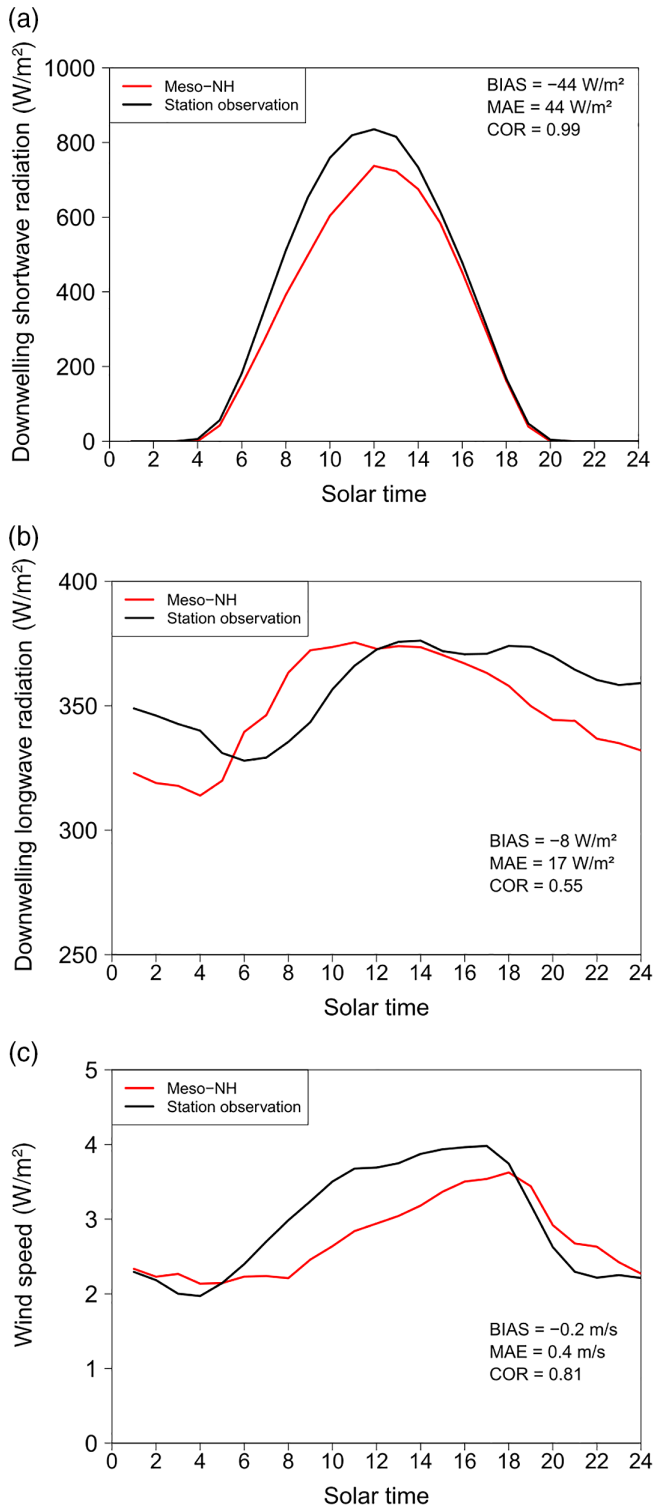 (a)
Downwelling shortwave radiation (W/m²)
1000
800
600
400
200
0
Meso−NH
Station observation
BIAS = −44 W/m²
MAE = 44 W/m²
COR = 0.99
0 2 4 6 8 10 12 14 16 18 20 22 24
Solar time
(b)
Downwelling longwave radiation (W/m²)
400
350
300
250
Meso−NH
Station observation
BIAS = −8 W/m²
MAE = 17 W/m²
COR = 0.55
0 2 4 6 8 10 12 14 16 18 20 22 24
Solar time
(c)
Wind speed (W/m²)
5
4
3
2
1
0
Meso−NH
Station observation
BIAS = −0.2 m/s
MAE = 0.4 m/s
COR = 0.81
0 2 4 6 8 10 12 14 16 18 20 22 24
Solar time